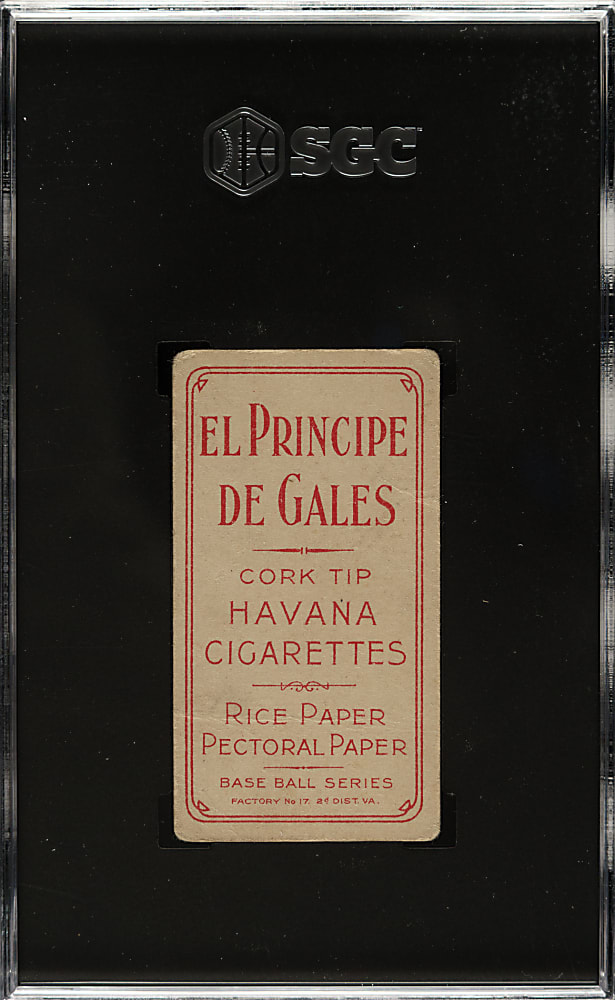 SGC
EL PRINCIPE
DE GALES
CORK TIP
HAVANA
CIGARETTES
RICE PAPER
PECTORAL PAPER
BASE BALL SERIES
FACTORY No 17. 2d DIST. VA.